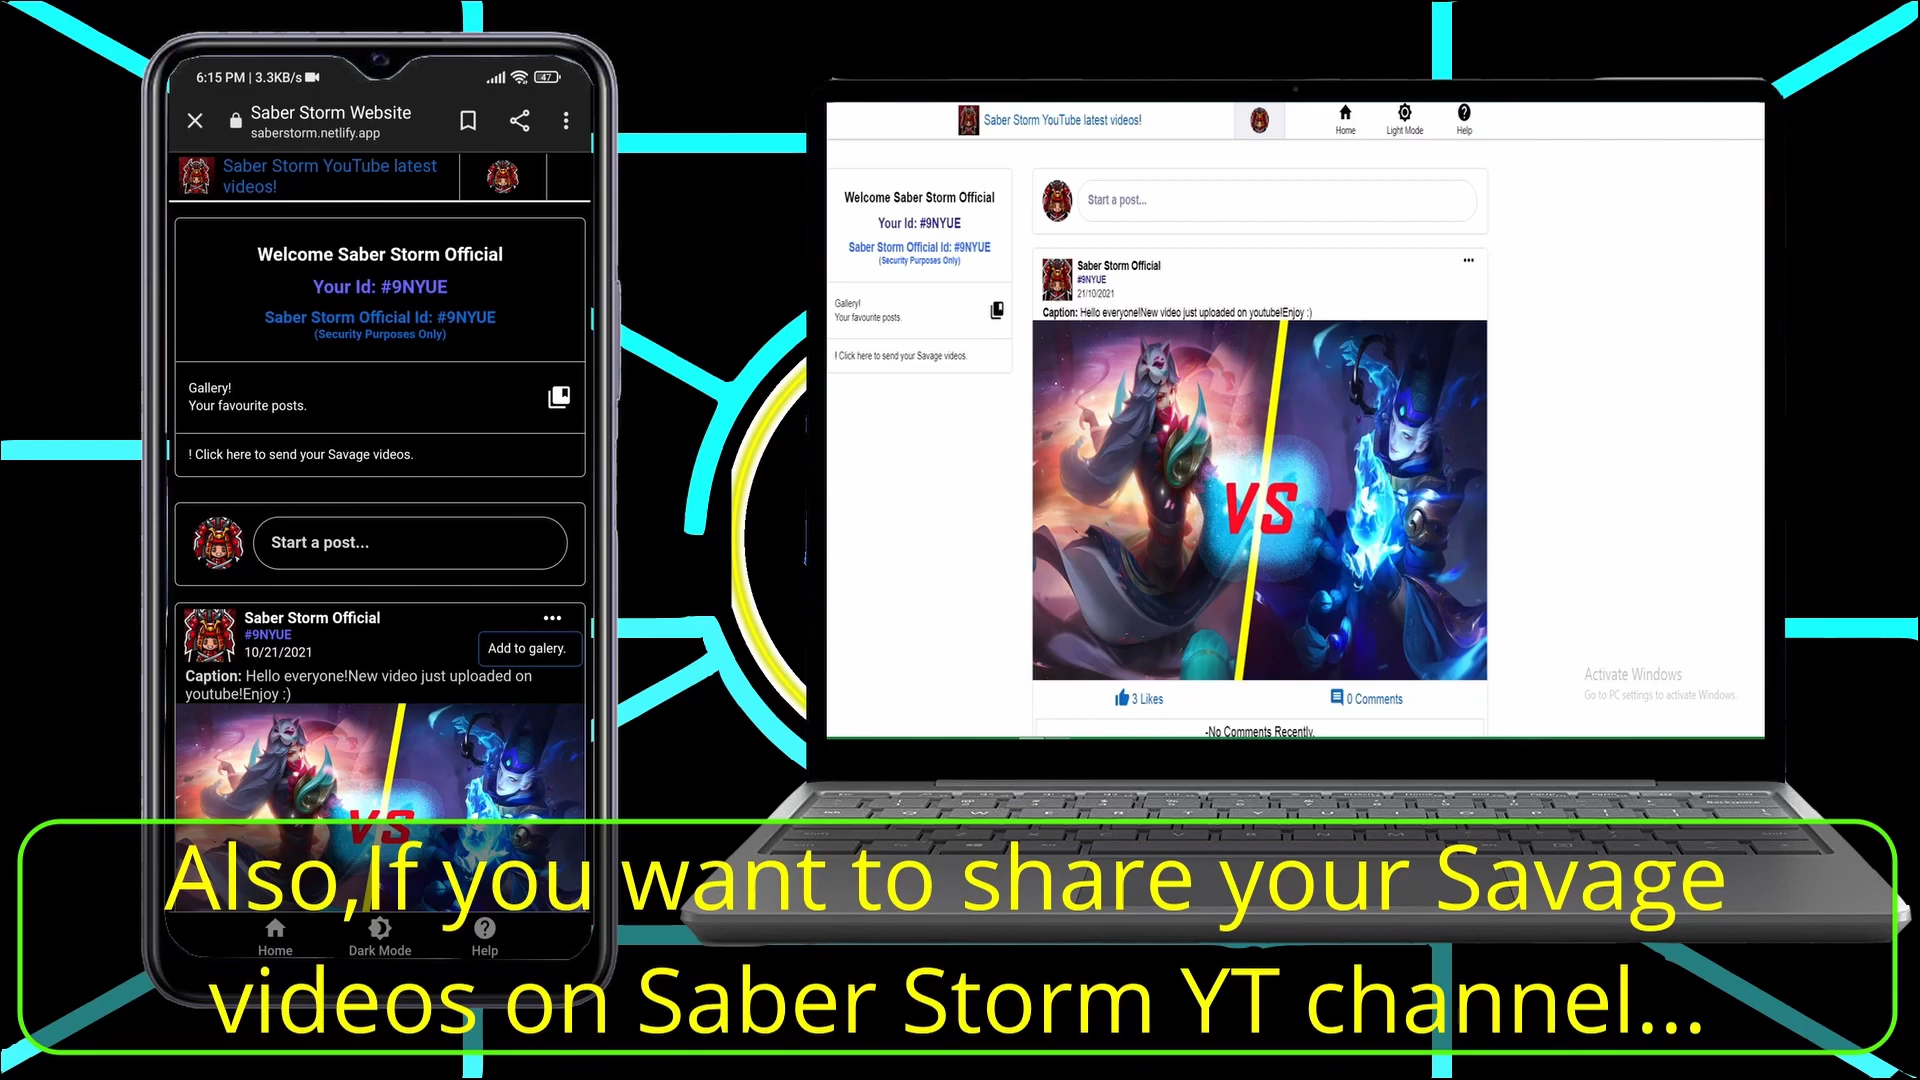 6:15 PM | 3.3KB/s
47
Saber Storm Website
saberstorm.netlify.app
Saber Storm YouTube latest
videos!
Welcome Saber Storm Official
Your Id: #9NYUE
Saber Storm Official Id: #9NYUE
(Security Purposes Only)
Gallery!
Your favourite posts.
! Click here to send your Savage videos.
Start a post...
Saber Storm Official
#9NYUE
10/21/2021
Add to galery.
Caption: Hello everyone!New video just uploaded on
youtube!Enjoy :)
VS
Home
Dark Mode
Help
Saber Storm YouTube latest videos!
Home
Light Mode
Help
Welcome Saber Storm Official
Your Id: #9NYUE
Saber Storm Official Id: #9NYUE
(Security Purposes Only)
Gallery!
Your favourite posts.
! Click here to send your Savage videos.
Start a post...
Saber Storm Official
#9NYUE
21/10/2021
Caption: Hello everyone!New video just uploaded on youtube!Enjoy :)
VS
3 Likes
0 Comments
-No Comments Recently.
Activate Windows
Go to PC settings to activate Windows.
Also,If you want to share your Savage
videos on Saber Storm YT channel...